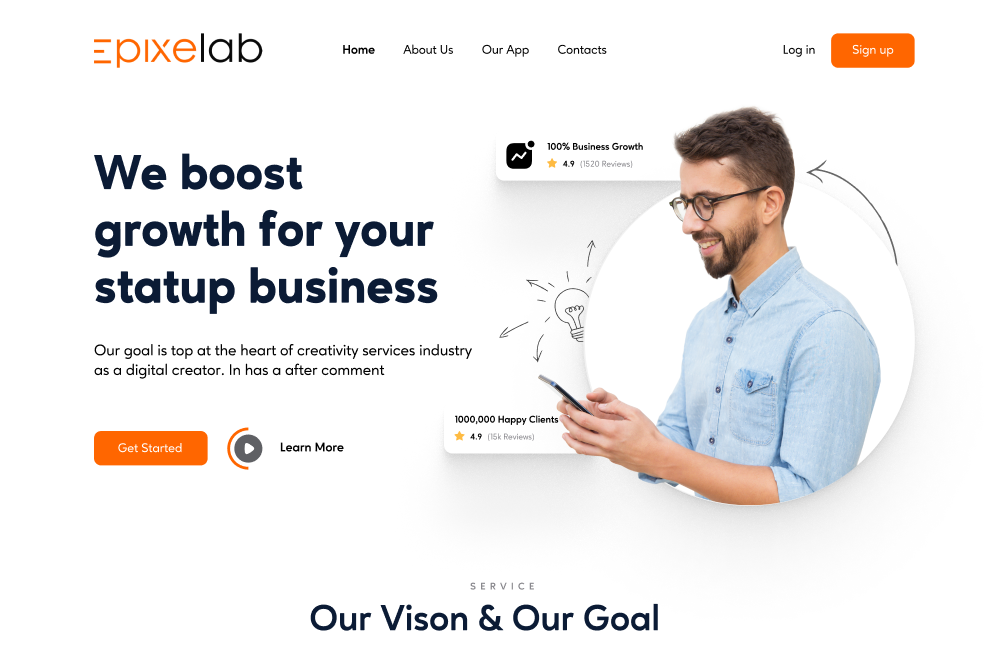 Epixelab
Home About Us Our App Contacts
Log in Sign up
We boost
growth for your
statup business
Our goal is top at the heart of creativity services industry
as a digital creator. In has a after comment
Get Started
Learn More
100% Business Growth
4.9 (1520 Reviews)
1000,000 Happy Clients
4.9 (15k Reviews)
SERVICE
Our Vison & Our Goal